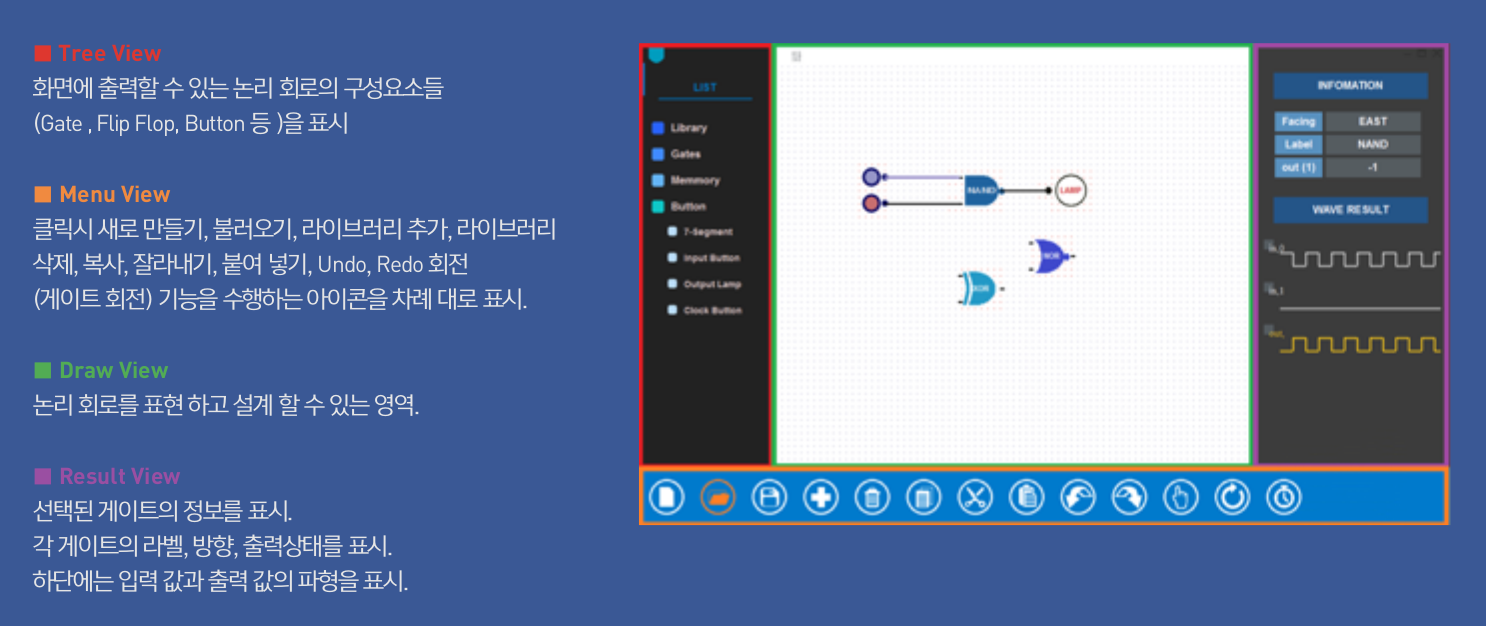 Tree View
화면에 출력할 수 있는 논리 회로의 구성요소들
(Gate , Flip Flop, Button 등 )을 표시
Menu View
클릭시 새로 만들기, 불러오기, 라이브러리 추가, 라이브러리
삭제, 복사, 잘라내기, 붙여 넣기, Undo, Redo 회전
(게이트 회전) 기능을 수행하는 아이콘을 차례 대로 표시.
Draw View
논리 회로를 표현 하고 설계 할 수 있는 영역.
Result View
선택된 게이트의 정보를 표시.
각 게이트의 라벨, 방향, 출력상태를 표시.
하단에는 입력 값과 출력 값의 파형을 표시.
LIST
Library
Gates
Memmory
Button
7-Segment
Input Button
Output Lamp
Clock Button
NAND
LAMP
NOR
XOR
INFOMATION
Facing EAST
Label NAND
out (1) -1
WAVE RESULT